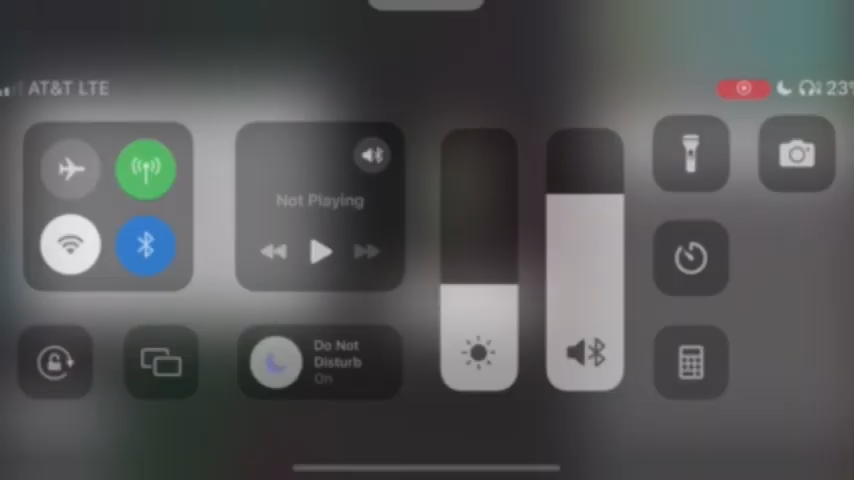 AT&T LTE
23%
Not Playing
Do Not
Disturb
On